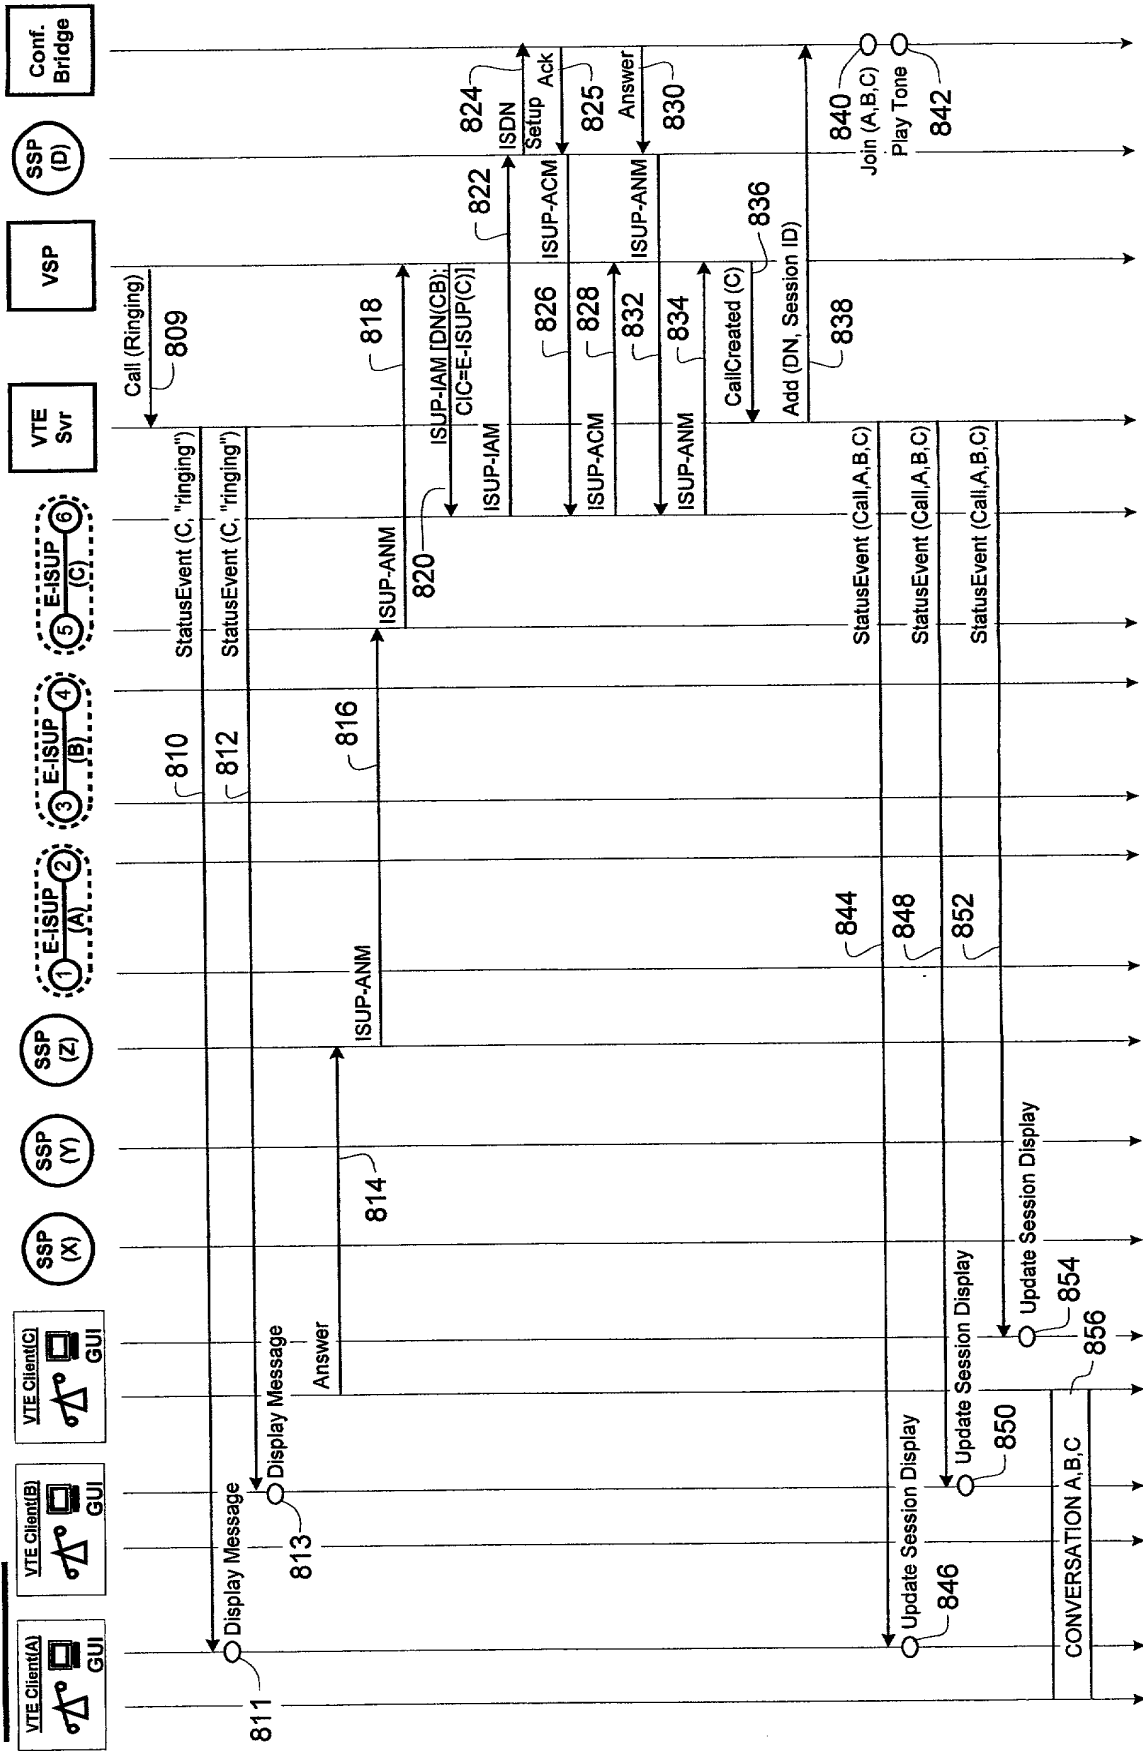 VTE Client(A)
GUI
VTE Client(B)
GUI
VTE Client(C)
GUI
SSP
(X)
SSP
(Y)
SSP
(Z)
1
E-ISUP
(A)
2
3
E-ISUP
(B)
4
5
E-ISUP
(C)
6
VTE
Svr
VSP
SSP
(D)
Conf.
Bridge
Call (Ringing)
809
StatusEvent (C, "ringing")
810
Display Message
811
StatusEvent (C, "ringing")
812
Display Message
813
Answer
814
ISUP-ANM
816
ISUP-ANM
818
ISUP-IAM [DN(CB);
CIC=E-ISUP(C)]
820
ISUP-IAM
822
ISDN
Setup
824
Ack
825
ISUP-ACM
826
ISUP-ACM
828
Answer
830
ISUP-ANM
832
ISUP-ANM
834
CallCreated (C)
836
Add (DN, Session ID)
838
840
Join (A,B,C)
Play Tone
842
StatusEvent (Call,A,B,C)
844
Update Session Display
846
StatusEvent (Call,A,B,C)
848
Update Session Display
850
StatusEvent (Call,A,B,C)
852
Update Session Display
854
CONVERSATION A,B,C
856